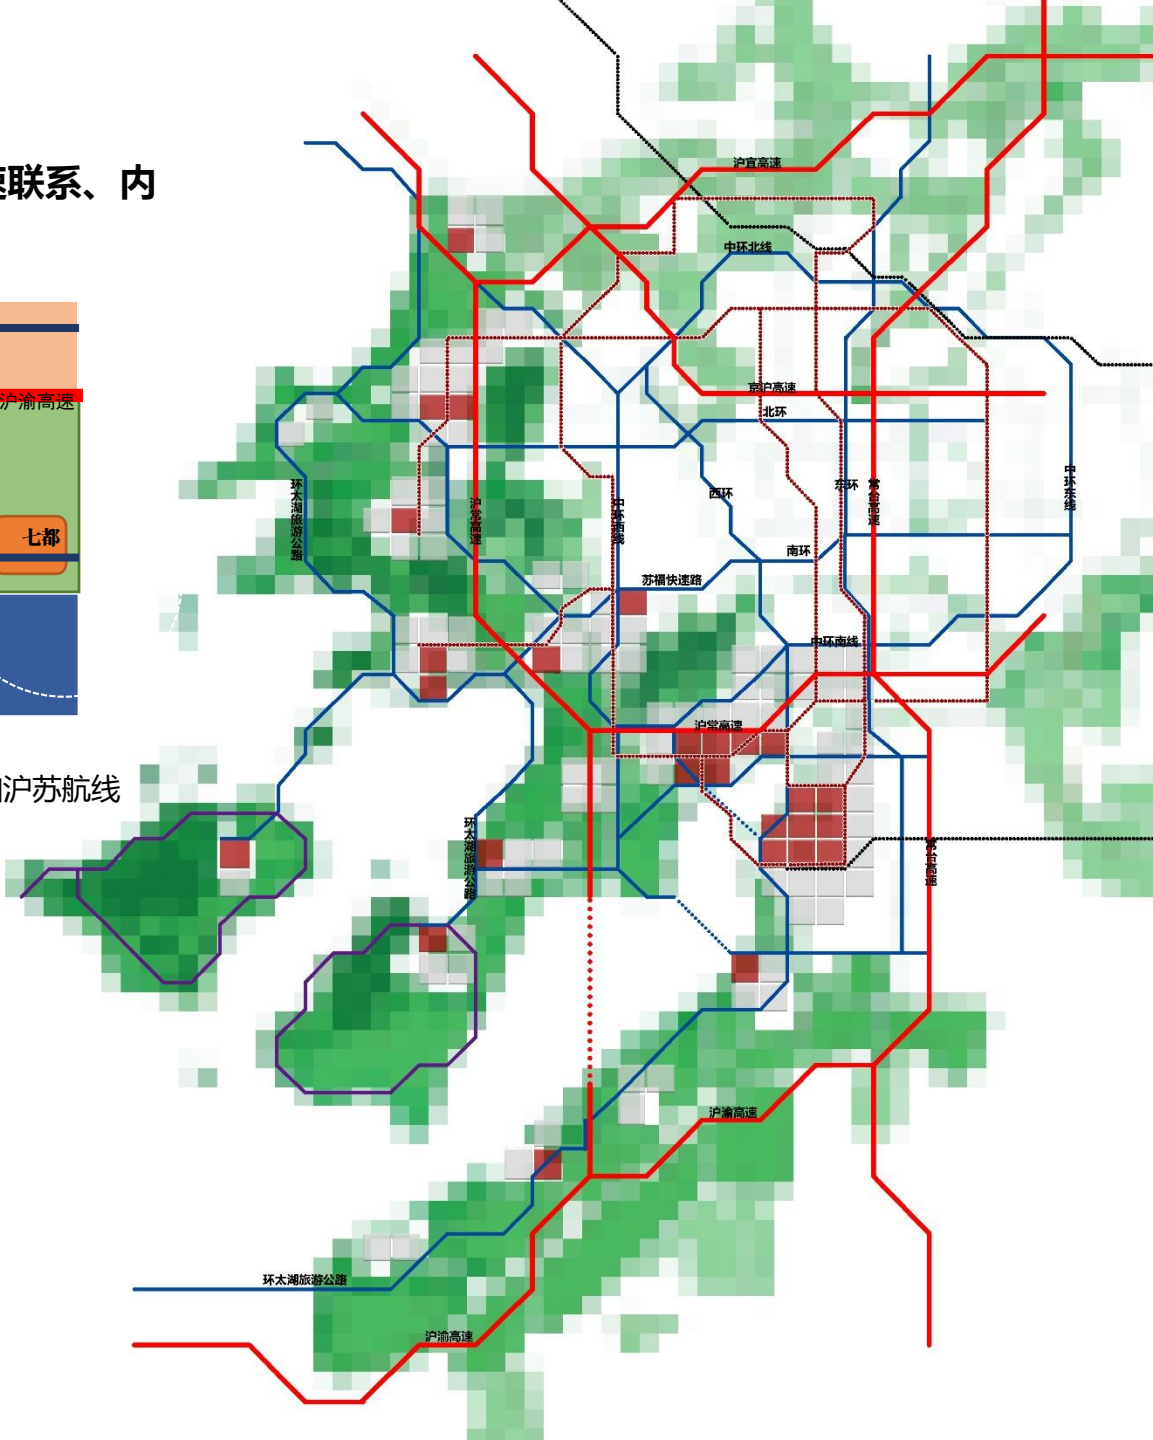 速联系、内
沪宜高速
中环北线
沪渝高速
京沪高速
北环
环太湖旅游公路
沪常高速
中环西线
西环
东环
常台高速
中环东线
七都
南环
苏福快速路
中环南线
沪常高速
沪苏航线
环太湖旅游公路
常台高速
沪渝高速
环太湖旅游公路
沪渝高速